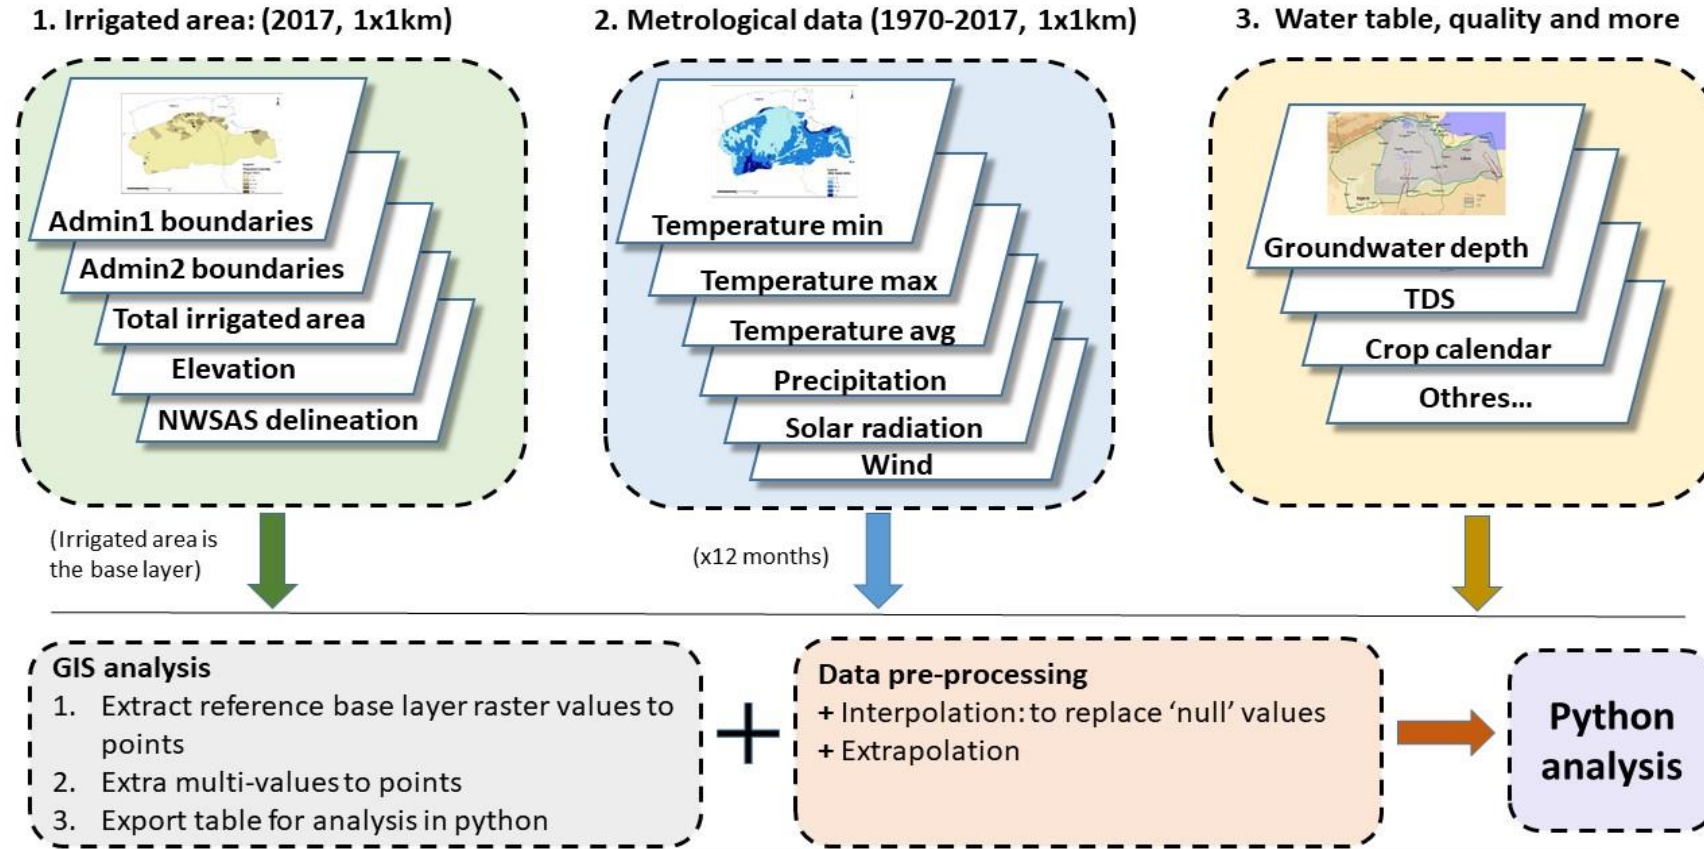 1. Irrigated area: (2017, 1x1km)
2. Metrological data (1970-2017, 1x1km)
3. Water table, quality and more
Admin1 boundaries
Admin2 boundaries
Total irrigated area
Elevation
NWSAS delineation
Temperature min
Temperature max
Temperature avg
Precipitation
Solar radiation
Wind
Groundwater depth
TDS
Crop calendar
Othres...
(Irrigated area is
the base layer)
(x12 months)
GIS analysis
1. Extract reference base layer raster values to
points
2. Extra multi-values to points
3. Export table for analysis in python
+
Data pre-processing
+ Interpolation: to replace ‘null’ values
+ Extrapolation
Python
analysis